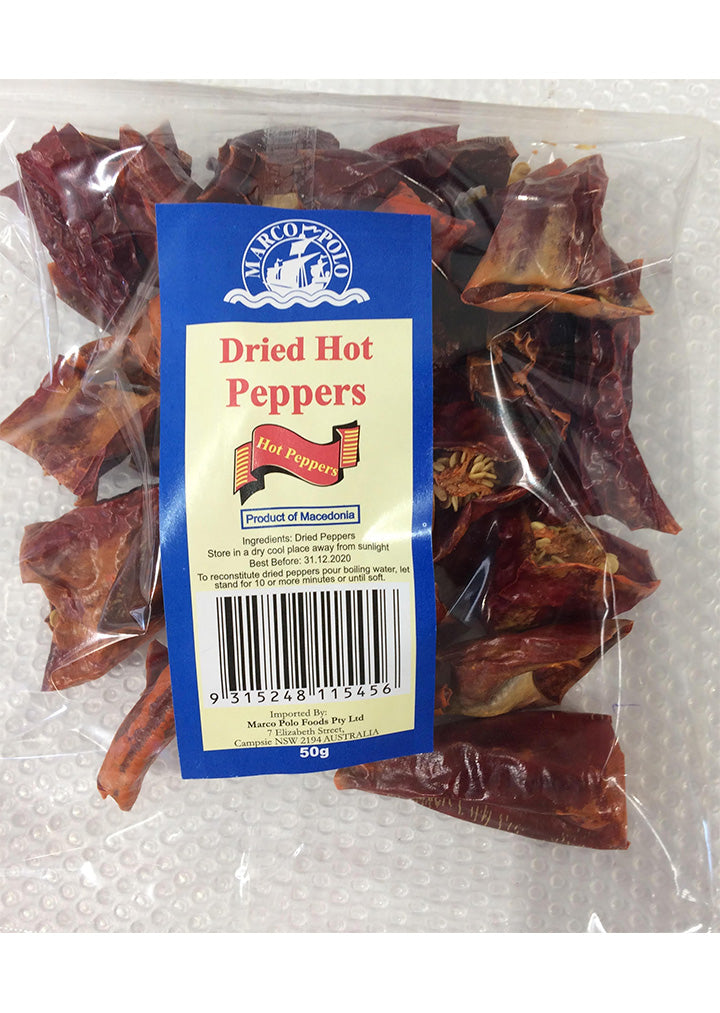 MARCO POLO
Dried Hot
Peppers
Hot Peppers
Product of Macedonia
Ingredients: Dried Peppers
Store in a dry cool place away from sunlight
Best Before: 31.12.2020
To reconstitute dried peppers pour boiling water, let
stand for 10 or more minutes or until soft.
9 315248 115456
Imported By:
Marco Polo Foods Pty Ltd
7 Elizabeth Street,
Campsie NSW 2194 AUSTRALIA
50g